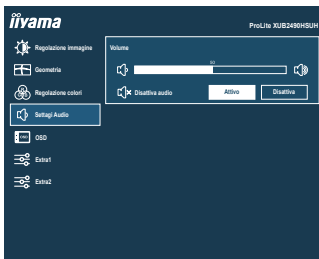 iiyama
ProLite XUB2490HSUH
Regolazione immagine
Volume
Geometria
Regolazione colori
Disattiva audio
Attivo
Disattiva
Settagi Audio
OSD
Extra1
Extra2